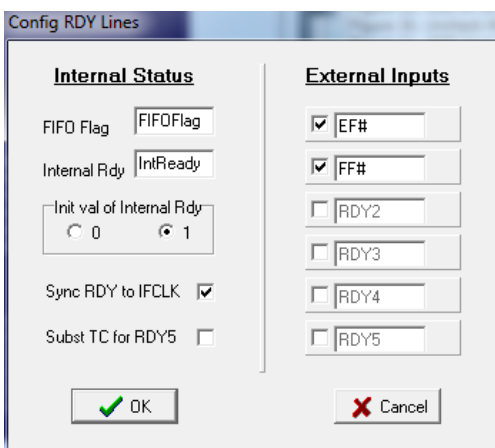 Config RDY Lines
Internal Status
FIFO Flag FIFOFlag
Internal Rdy IntReady
Init val of Internal Rdy
0 1
Sync RDY to IFCLK
Subst TC for RDY5
OK
External Inputs
EF#
FF#
RDY2
RDY3
RDY4
RDY5
Cancel